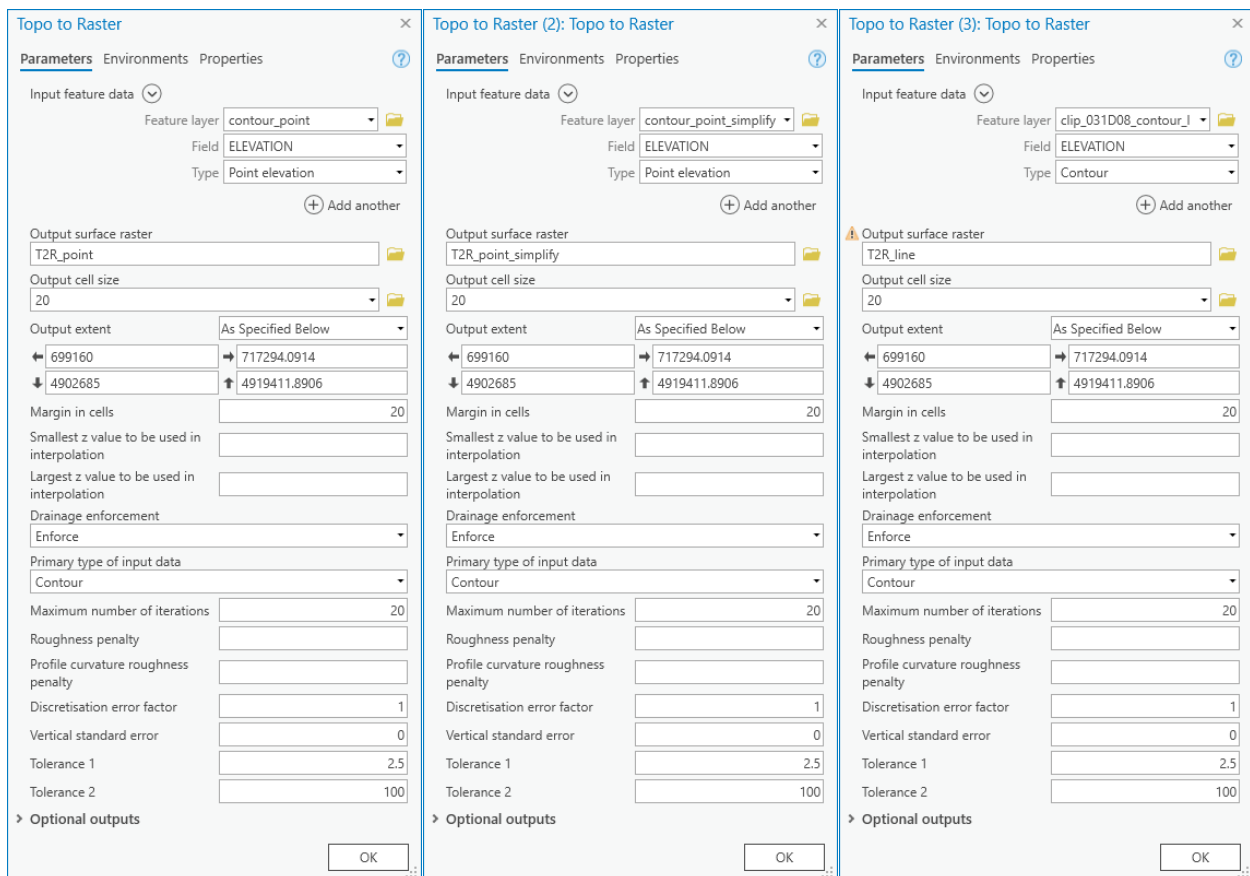 Topo to Raster ×
Parameters Environments Properties ?
Input feature data
Feature layer contour_point
Field ELEVATION
Type Point elevation
Add another
Output surface raster
T2R_point
Output cell size
20
Output extent As Specified Below
699160 717294.0914
4902685 4919411.8906
Margin in cells 20
Smallest z value to be used in
interpolation
Largest z value to be used in
interpolation
Drainage enforcement
Enforce
Primary type of input data
Contour
Maximum number of iterations 20
Roughness penalty
Profile curvature roughness
penalty
Discretisation error factor 1
Vertical standard error 0
Tolerance 1 2.5
Tolerance 2 100
Optional outputs
OK
Topo to Raster (2): Topo to Raster ×
Parameters Environments Properties ?
Input feature data
Feature layer contour_point_simplify
Field ELEVATION
Type Point elevation
Add another
Output surface raster
T2R_point_simplify
Output cell size
20
Output extent As Specified Below
699160 717294.0914
4902685 4919411.8906
Margin in cells 20
Smallest z value to be used in
interpolation
Largest z value to be used in
interpolation
Drainage enforcement
Enforce
Primary type of input data
Contour
Maximum number of iterations 20
Roughness penalty
Profile curvature roughness
penalty
Discretisation error factor 1
Vertical standard error 0
Tolerance 1 2.5
Tolerance 2 100
Optional outputs
OK
Topo to Raster (3): Topo to Raster ×
Parameters Environments Properties ?
Input feature data
Feature layer clip_031D08_contour_l
Field ELEVATION
Type Contour
Add another
Output surface raster
T2R_line
Output cell size
20
Output extent As Specified Below
699160 717294.0914
4902685 4919411.8906
Margin in cells 20
Smallest z value to be used in
interpolation
Largest z value to be used in
interpolation
Drainage enforcement
Enforce
Primary type of input data
Contour
Maximum number of iterations 20
Roughness penalty
Profile curvature roughness
penalty
Discretisation error factor 1
Vertical standard error 0
Tolerance 1 2.5
Tolerance 2 100
Optional outputs
OK